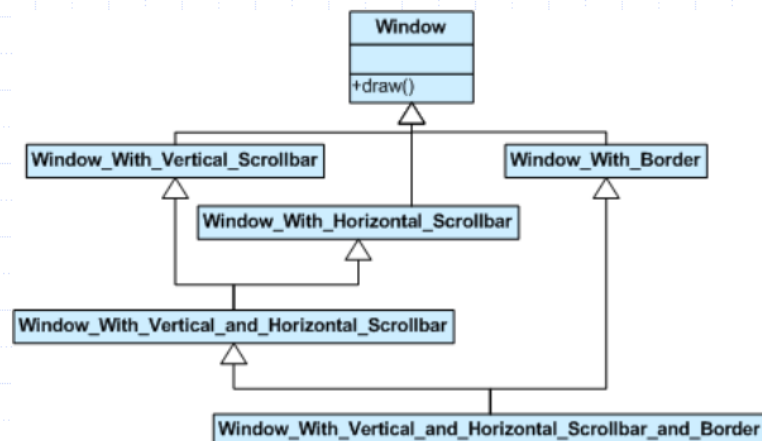 Window
+draw()
Window_With_Vertical_Scrollbar
Window_With_Border
Window_With_Horizontal_Scrollbar
Window_With_Vertical_and_Horizontal_Scrollbar
Window_With_Vertical_and_Horizontal_Scrollbar_and_Border